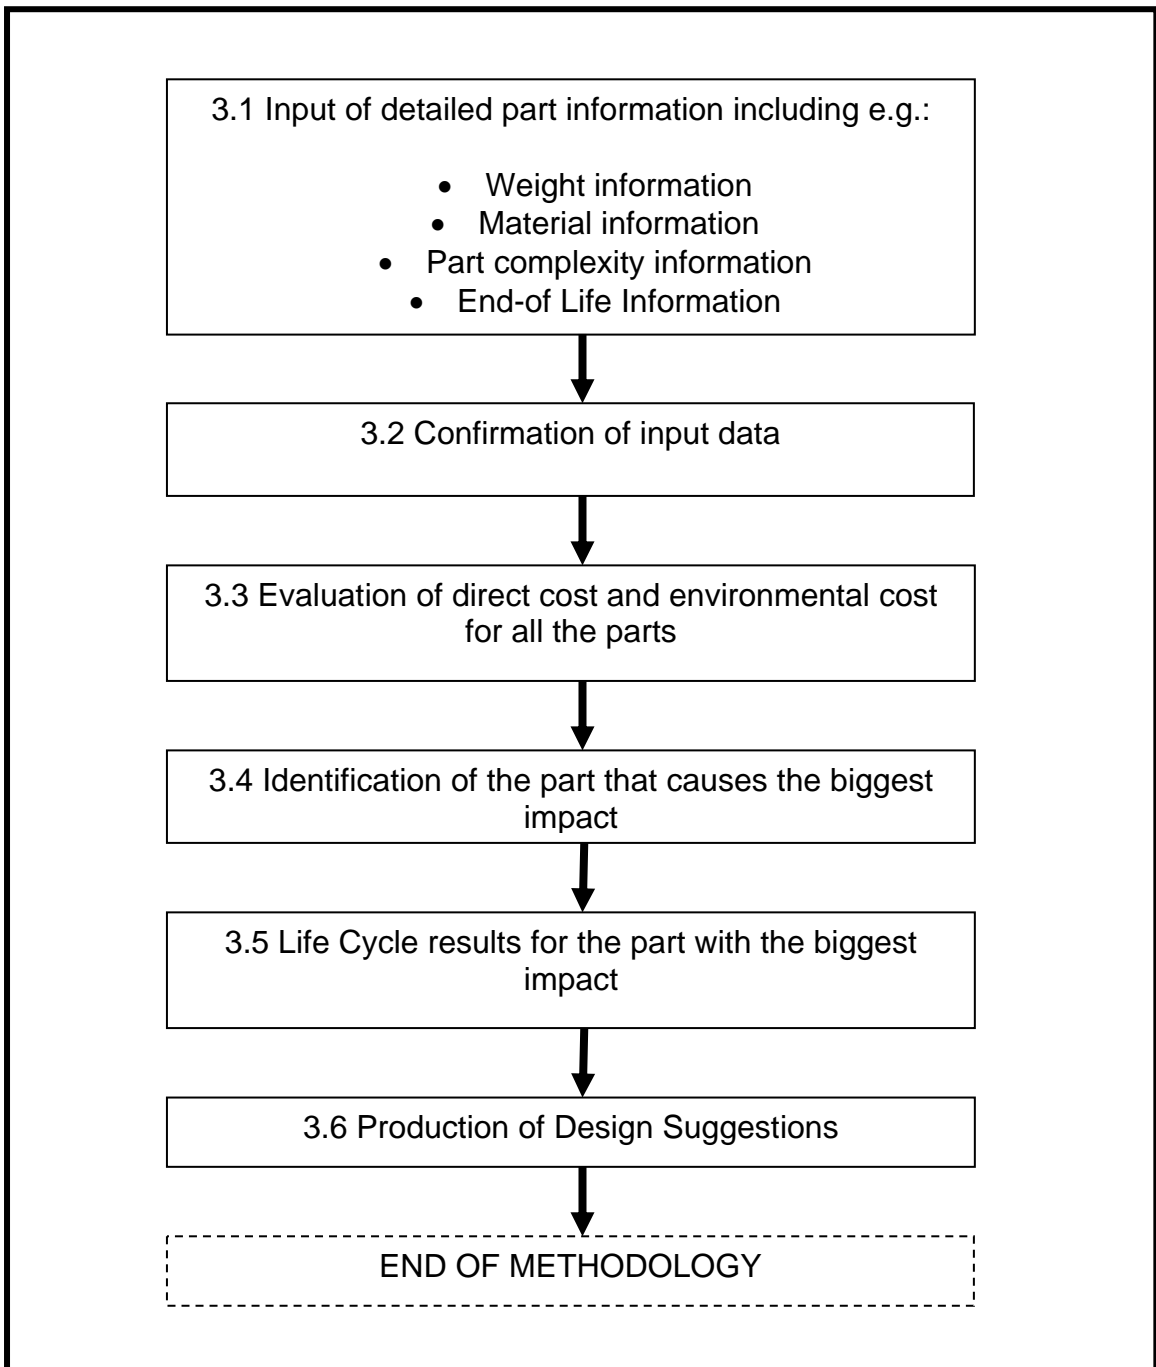 3.1 Input of detailed part information including e.g.:
• Weight information
• Material information
• Part complexity information
• End-of Life Information
3.2 Confirmation of input data
3.3 Evaluation of direct cost and environmental cost
for all the parts
3.4 Identification of the part that causes the biggest
impact
3.5 Life Cycle results for the part with the biggest
impact
3.6 Production of Design Suggestions
END OF METHODOLOGY